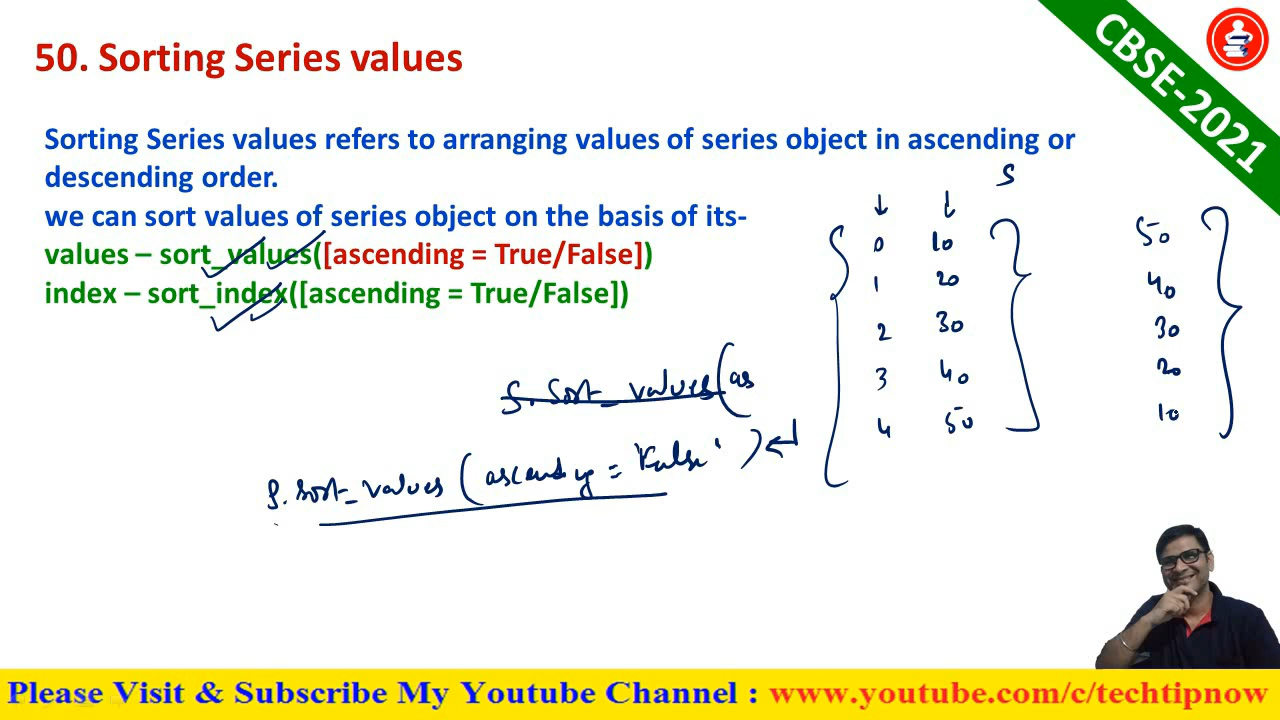 50. Sorting Series values
CBSE-2021
Sorting Series values refers to arranging values of series object in ascending or
descending order.
we can sort values of series object on the basis of its-
values – sort_values([ascending = True/False])
index – sort_index([ascending = True/False])
S
0 10 50
1 20 40
2 30 30
3 40 20
4 50 10
S.Sort_values(as
S.Sort_values(ascending = 'False')
Please Visit & Subscribe My Youtube Channel : www.youtube.com/c/techtipnow